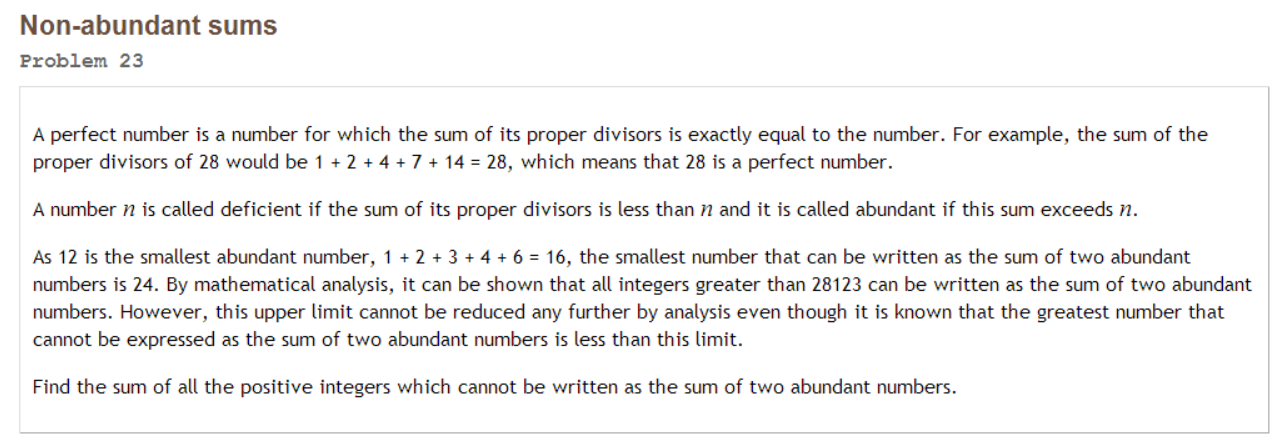 Non-abundant sums
Problem 23
A perfect number is a number for which the sum of its proper divisors is exactly equal to the number. For example, the sum of the
proper divisors of 28 would be 1 + 2 + 4 + 7 + 14 = 28, which means that 28 is a perfect number.
A number n is called deficient if the sum of its proper divisors is less than n and it is called abundant if this sum exceeds n.
As 12 is the smallest abundant number, 1 + 2 + 3 + 4 + 6 = 16, the smallest number that can be written as the sum of two abundant
numbers is 24. By mathematical analysis, it can be shown that all integers greater than 28123 can be written as the sum of two abundant
numbers. However, this upper limit cannot be reduced any further by analysis even though it is known that the greatest number that
cannot be expressed as the sum of two abundant numbers is less than this limit.
Find the sum of all the positive integers which cannot be written as the sum of two abundant numbers.